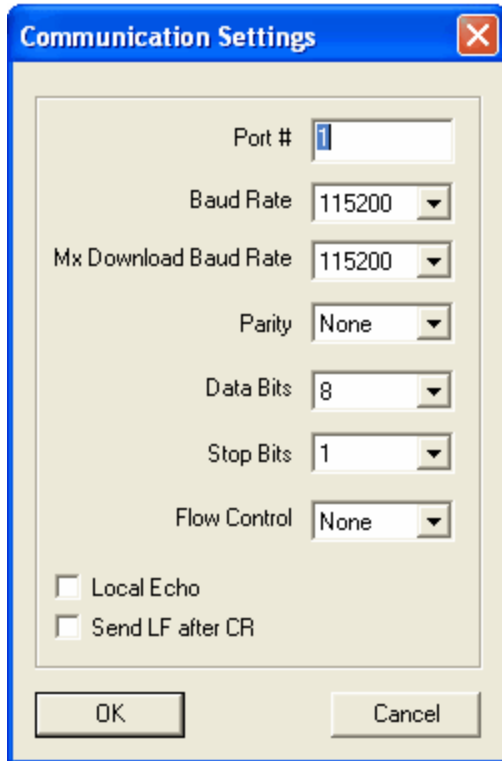 Communication Settings
Port # 1
Baud Rate 115200
Mx Download Baud Rate 115200
Parity None
Data Bits 8
Stop Bits 1
Flow Control None
Local Echo
Send LF after CR
OK Cancel